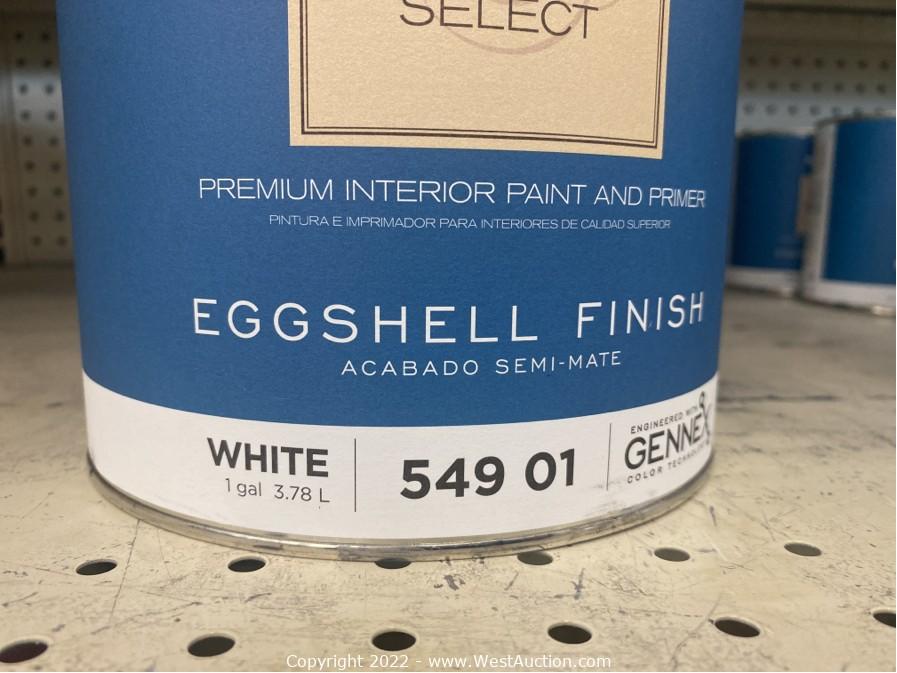 SELECT
PREMIUM INTERIOR PAINT AND PRIMER
PINTURA E IMPRIMADOR PARA INTERIORES DE CALIDAD SUPERIOR
EGGSHELL FINISH
ACABADO SEMI-MATE
WHITE
1 gal 3.78 L
549 01
ENGINEERED WITH
GENNEX
COLOR TECHNOLOGY
Copyright 2022 - www.WestAuction.com